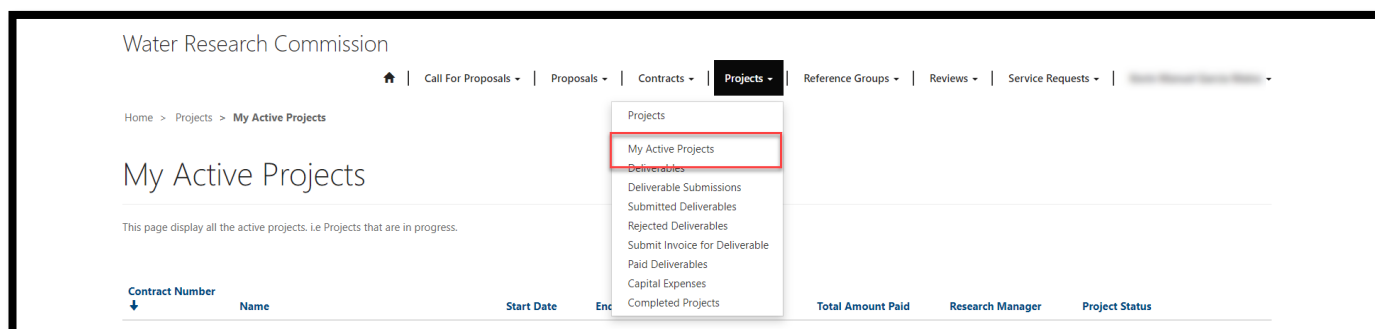 Water Research Commission
Call For Proposals | Proposals | Contracts | Projects | Reference Groups | Reviews | Service Requests |
Home > Projects > My Active Projects
Projects
My Active Projects
Deliverables
Deliverable Submissions
Submitted Deliverables
Rejected Deliverables
Submit Invoice for Deliverable
Paid Deliverables
Capital Expenses
Completed Projects
My Active Projects
This page display all the active projects. i.e Projects that are in progress.
Contract Number Name Start Date Total Amount Paid Research Manager Project Status